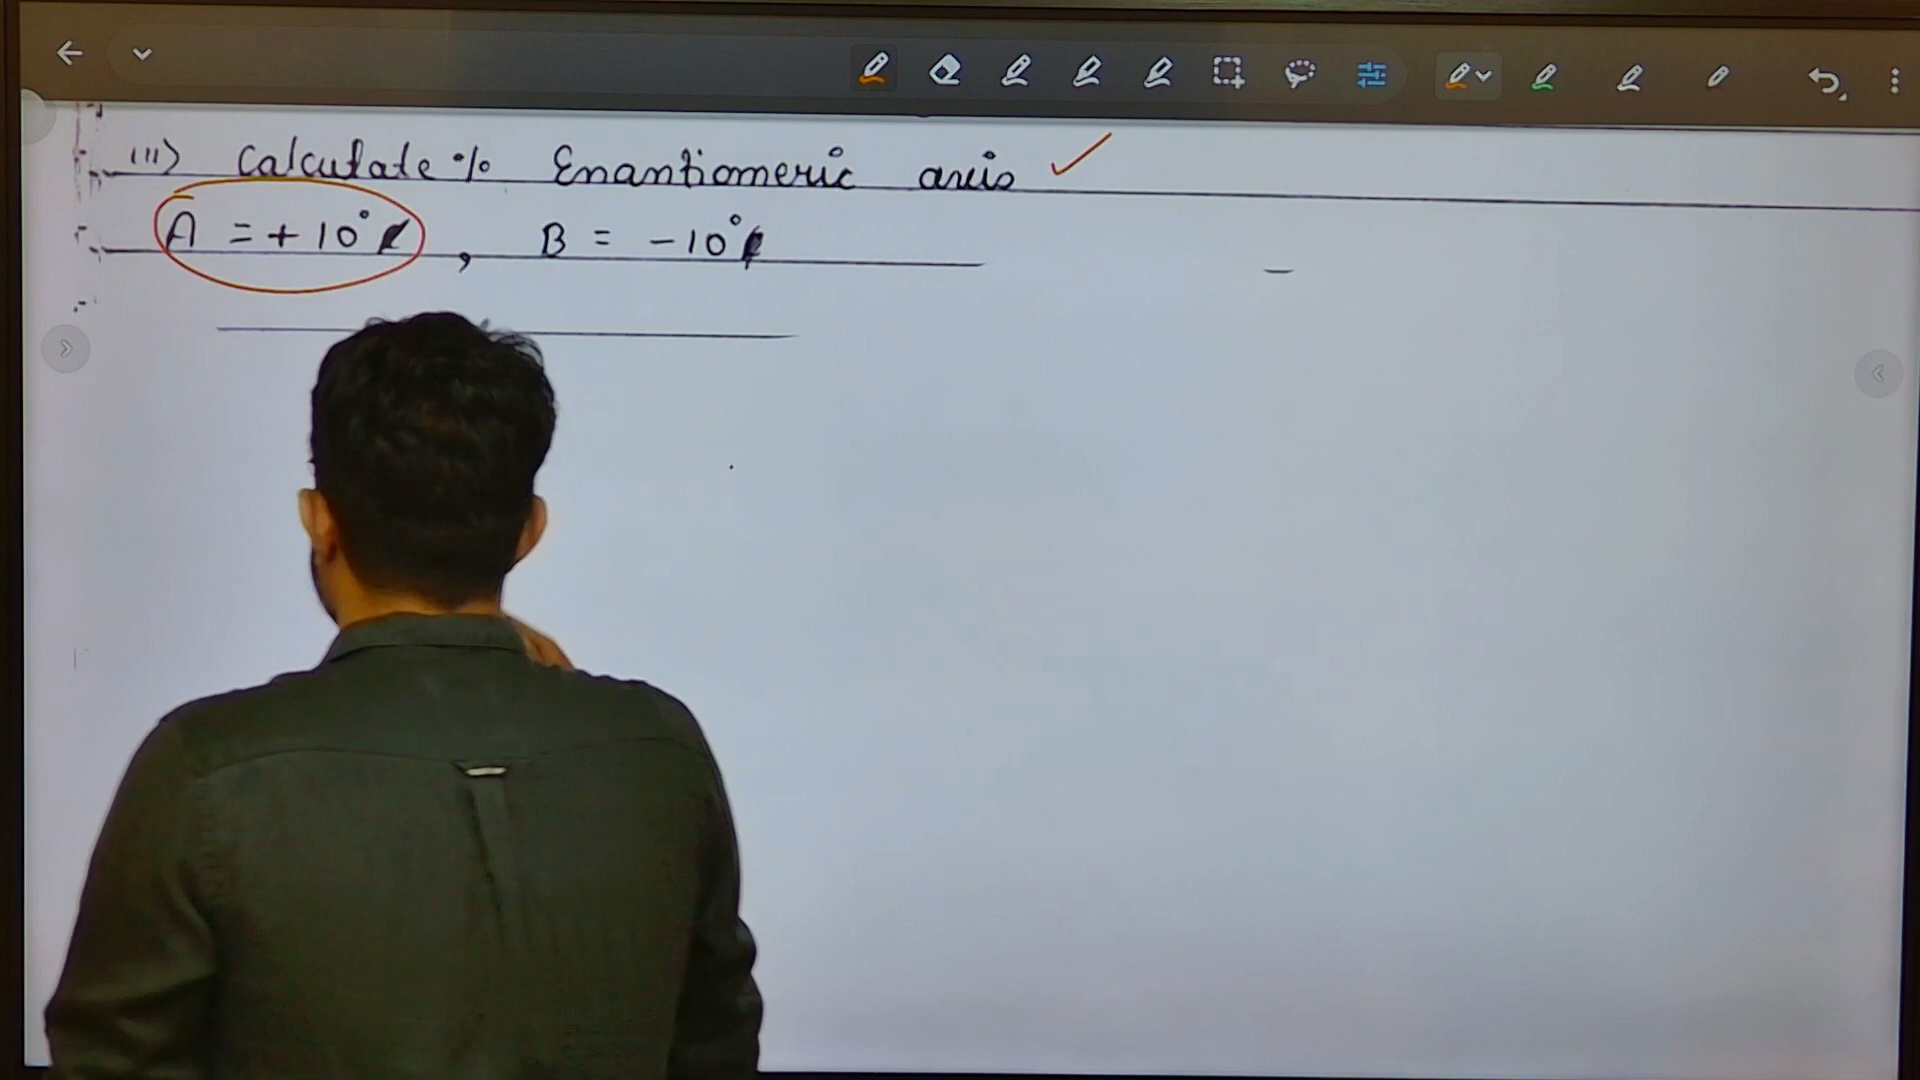 (III) Calculate % Enantiomeric axis
A = +10°, B = -10°